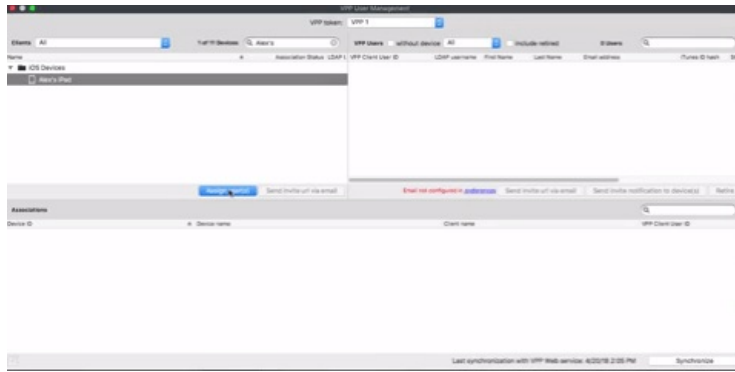 VPP User Management
VPP token: VPP 1
Clients All 1 of 11 Devices Alex's VPP Users without device All include retired 0 Users
Name Association Status LDAP VPP Client User ID LDAP username First Name Last Name Email address iTunes ID hash
iOS Devices
Alex's iPad
Assign Send invite url via email Email not configured in preferences Send invite url via email Send invite notification to device(s) Retire
Associations
Device ID Device name Client name VPP Client User ID
Last synchronization with VPP Web service: 4/20/18 2:05 PM Synchronize